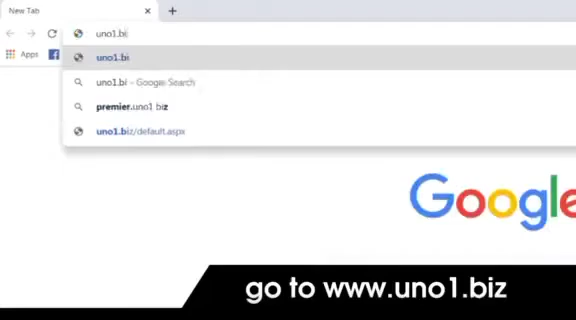 New Tab
uno1.bi
Apps
uno1.bi
uno1.bi – Google Search
premier.uno1.biz
uno1.biz/default.aspx
Google
go to www.uno1.biz